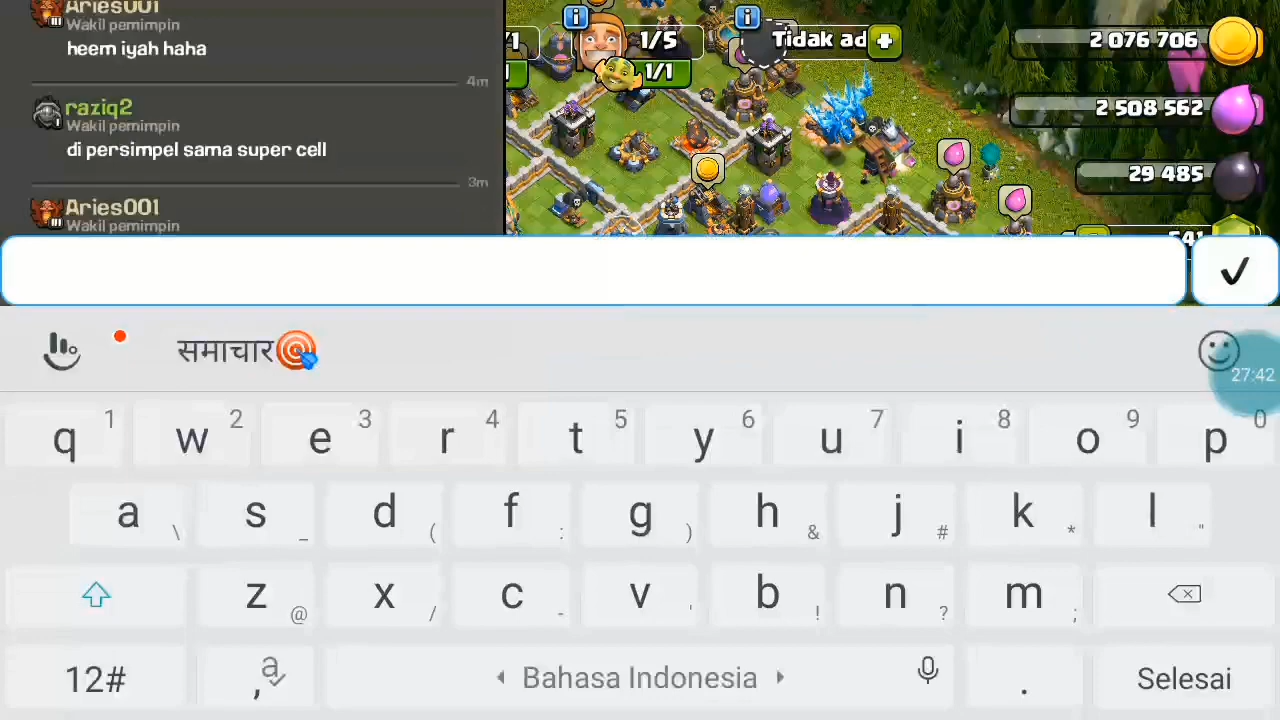 Aries001
Wakil pemimpin
heem iyah haha
4m
raziq2
Wakil pemimpin
di persimpel sama super cell
3m
Aries001
Wakil pemimpin
/1
1/5
1/1
Tidak ad
2 076 706
2 508 562
29 485
541
समाचार
27:42
q 1 w 2 e 3 r 4 t 5 y 6 u 7 i 8 o 9 p 0
a \ s _ d ( f : g ) h & j # k * l "
z @ x / c - v ' b ! n ? m ;
12# , a Bahasa Indonesia . Selesai